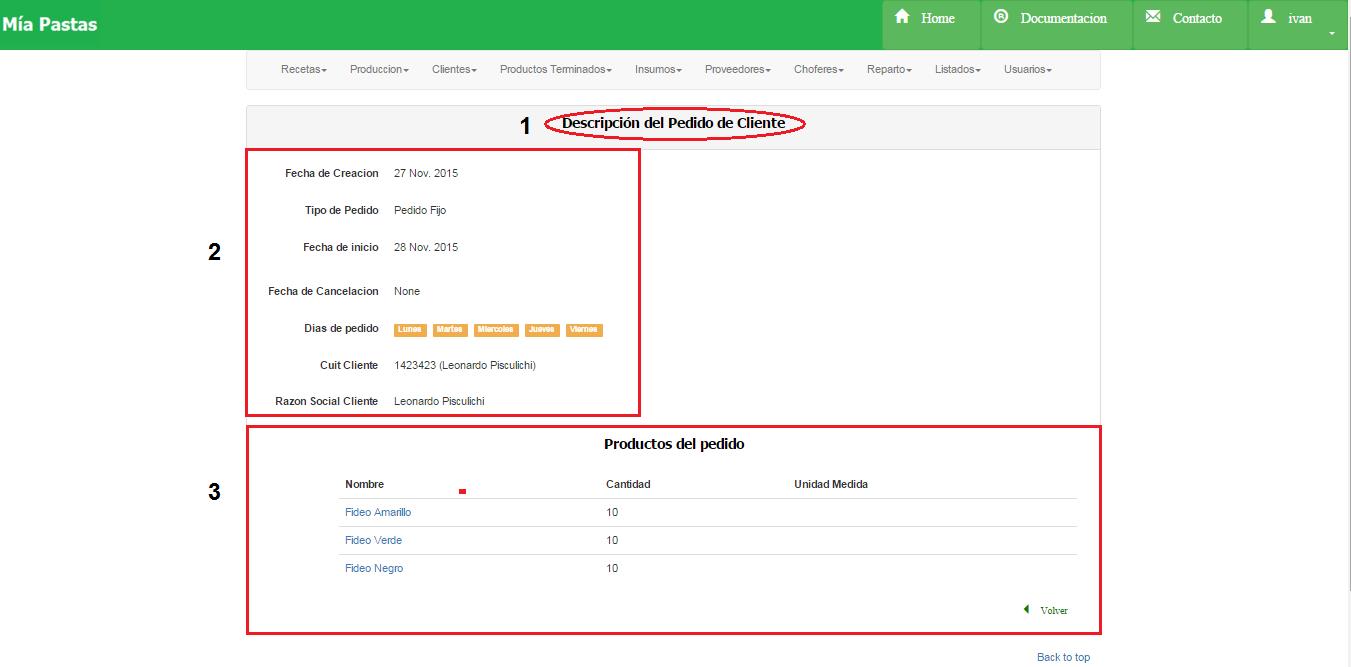 Mía Pastas Home Documentacion Contacto ivan
Recetas Produccion Clientes Productos Terminados Insumos Proveedores Choferes Reparto Listados Usuarios
1 Descripción del Pedido de Cliente
Fecha de Creacion 27 Nov. 2015
Tipo de Pedido Pedido Fijo
2 Fecha de inicio 28 Nov. 2015
Fecha de Cancelacion None
Dias de pedido Lunes Martes Miercoles Jueves Viernes
Cuit Cliente 1423423 (Leonardo Pisculichi)
Razon Social Cliente Leonardo Pisculichi
Productos del pedido
3 Nombre Cantidad Unidad Medida
Fideo Amarillo 10
Fideo Verde 10
Fideo Negro 10
Volver
Back to top